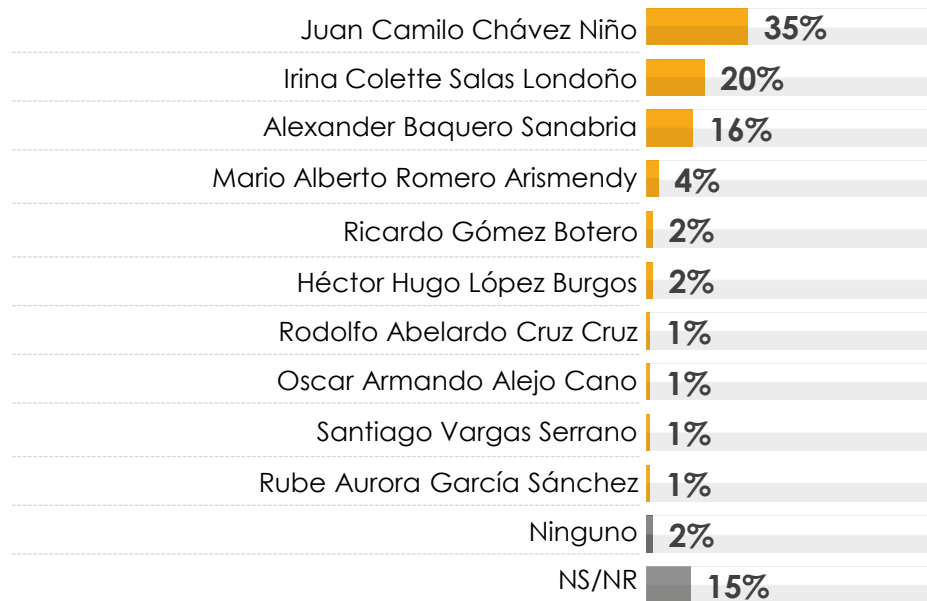 Juan Camilo Chávez Niño 35%
Irina Colette Salas Londoño 20%
Alexander Baquero Sanabria 16%
Mario Alberto Romero Arismendy 4%
Ricardo Gómez Botero 2%
Héctor Hugo López Burgos 2%
Rodolfo Abelardo Cruz Cruz 1%
Oscar Armando Alejo Cano 1%
Santiago Vargas Serrano 1%
Rube Aurora García Sánchez 1%
Ninguno 2%
NS/NR 15%